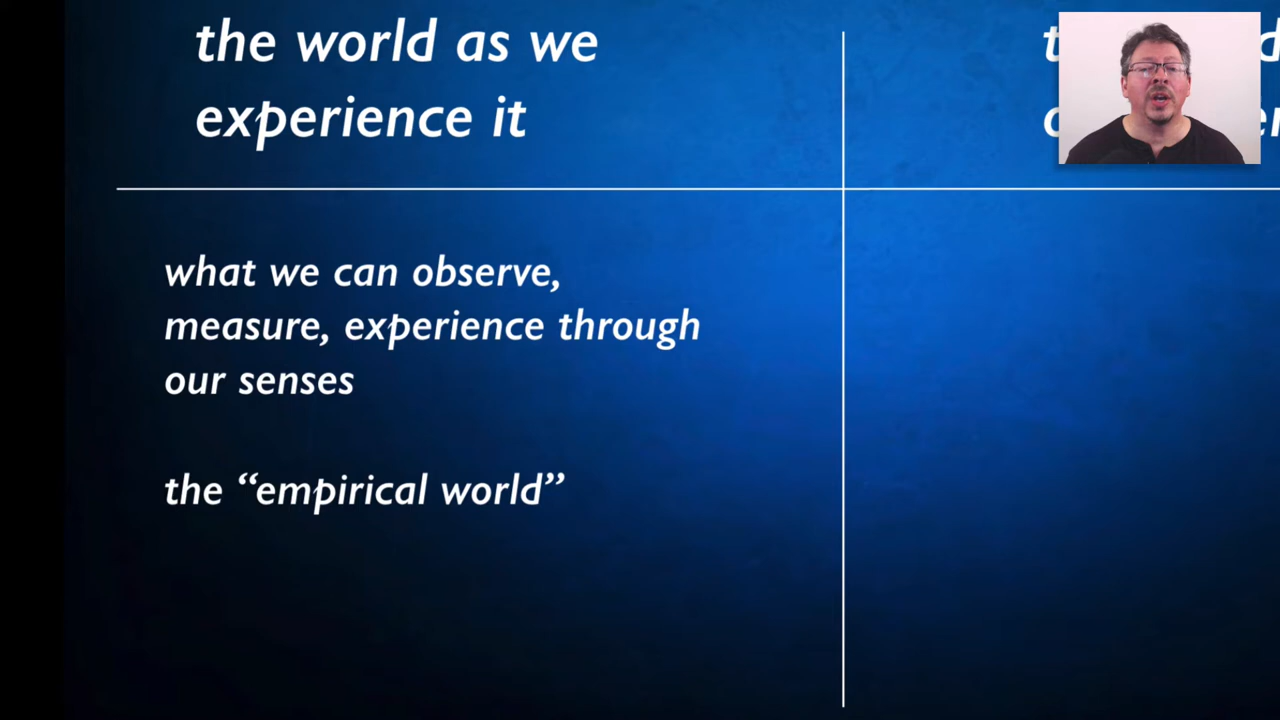 the world as we
experience it
what we can observe,
measure, experience through
our senses
the “empirical world”